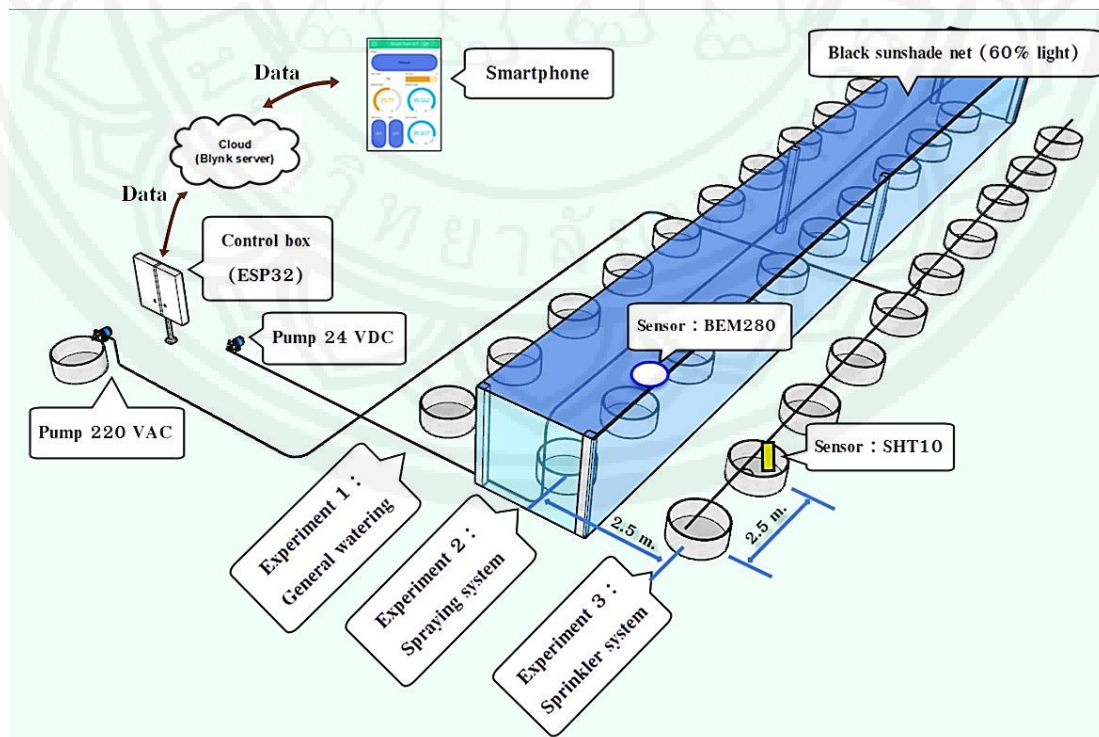 Black sunshade net (60% light)
Data
Smartphone
Cloud
(Blynk server)
Data
Control box
(ESP32)
Sensor : BEM280
Pump 24 VDC
Pump 220 VAC
Sensor : SHT10
Experiment 1 :
General watering
Experiment 2 :
Spraying system
Experiment 3 :
Sprinkler system
2.5 m.
2.5 m.